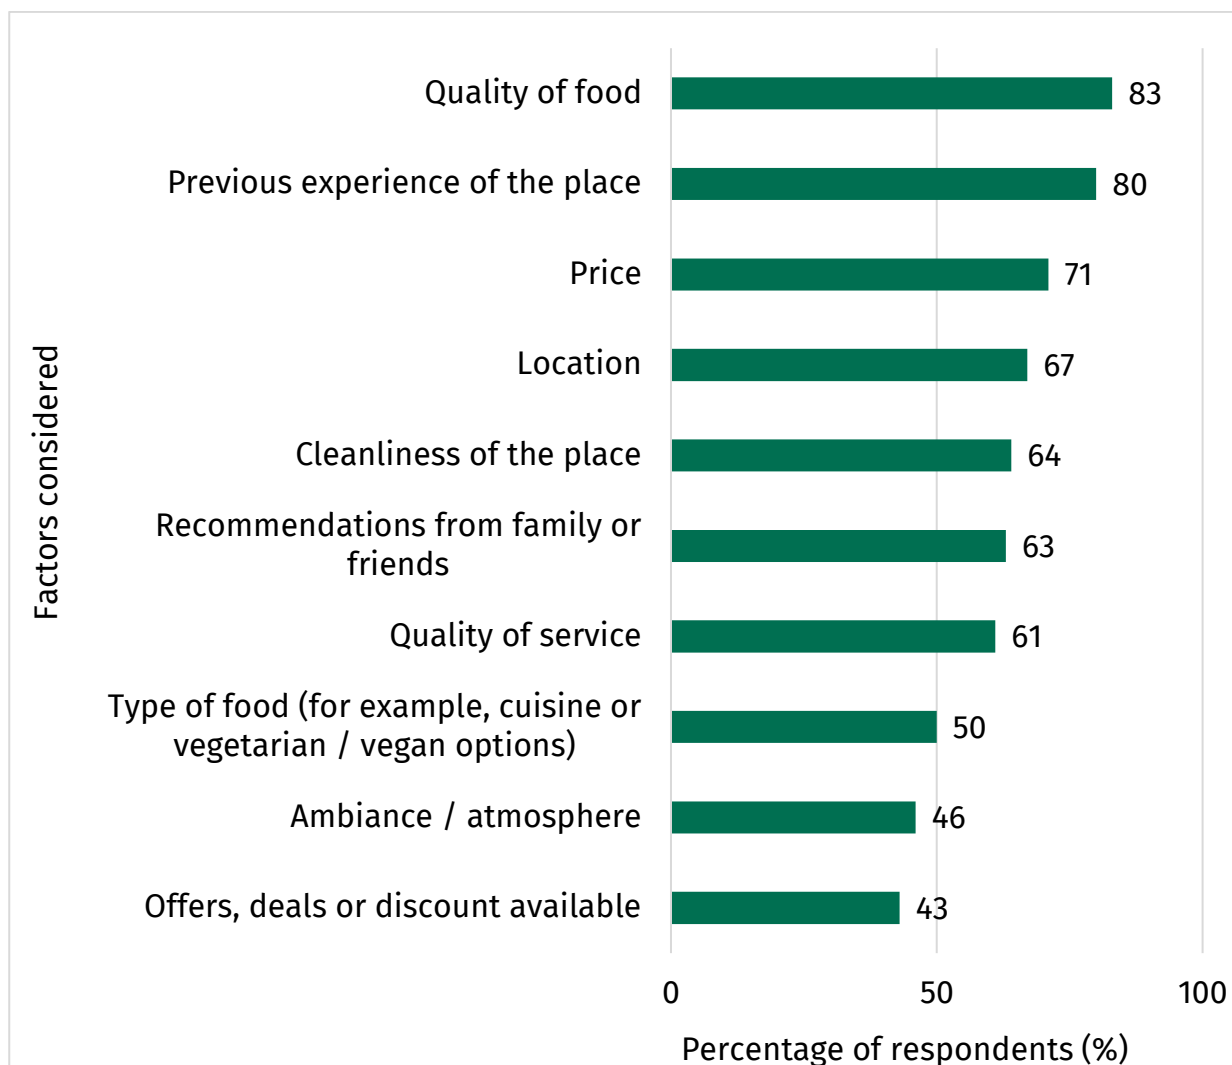 Factors considered
Quality of food
83
Previous experience of the place
80
Price
71
Location
67
Cleanliness of the place
64
Recommendations from family or
friends
63
Quality of service
61
Type of food (for example, cuisine or
vegetarian / vegan options)
50
Ambiance / atmosphere
46
Offers, deals or discount available
43
0 50 100
Percentage of respondents (%)